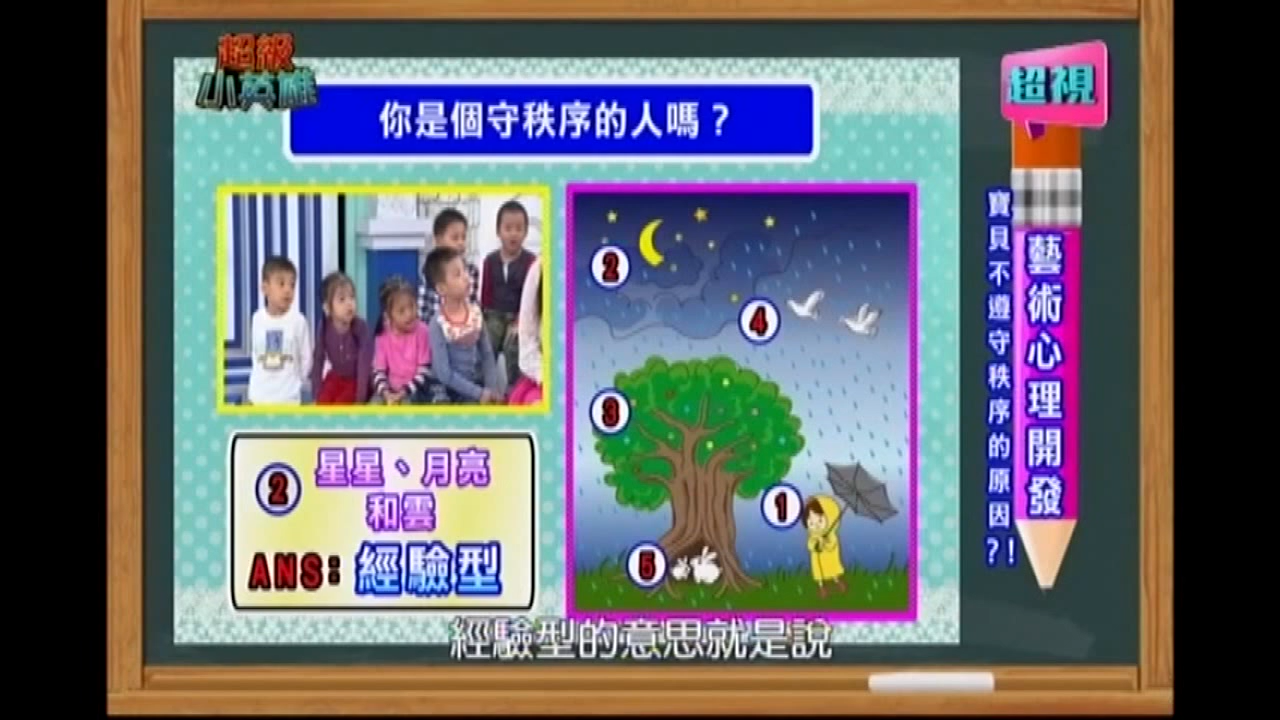 超級
小英雄
你是個守秩序的人嗎？
超視
寶貝不遵守秩序的原因?!
藝術心理開發
2
4
3
1
5
2 星星、月亮
和雲
ANS: 經驗型
經驗型的意思就是說